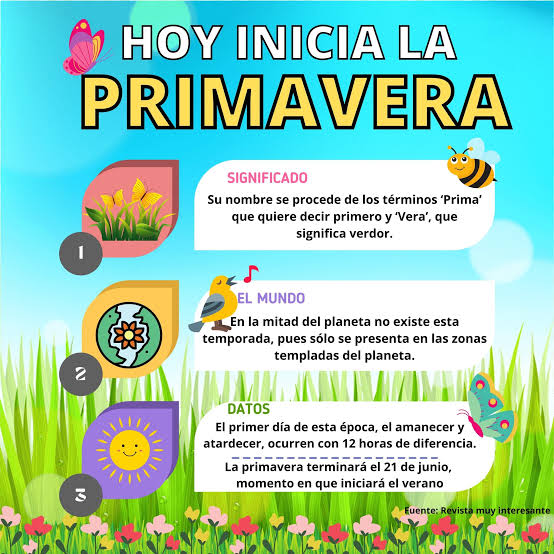 HOY INICIA LA
PRIMAVERA
SIGNIFICADO
Su nombre se procede de los términos ‘Prima’
que quiere decir primero y ‘Vera’, que
significa verdor.
1
EL MUNDO
En la mitad del planeta no existe esta
temporada, pues sólo se presenta en las zonas
templadas del planeta.
2
DATOS
El primer día de esta época, el amanecer y
atardecer, ocurren con 12 horas de diferencia.
La primavera terminará el 21 de junio,
momento en que iniciará el verano
3
Fuente: Revista muy interesante